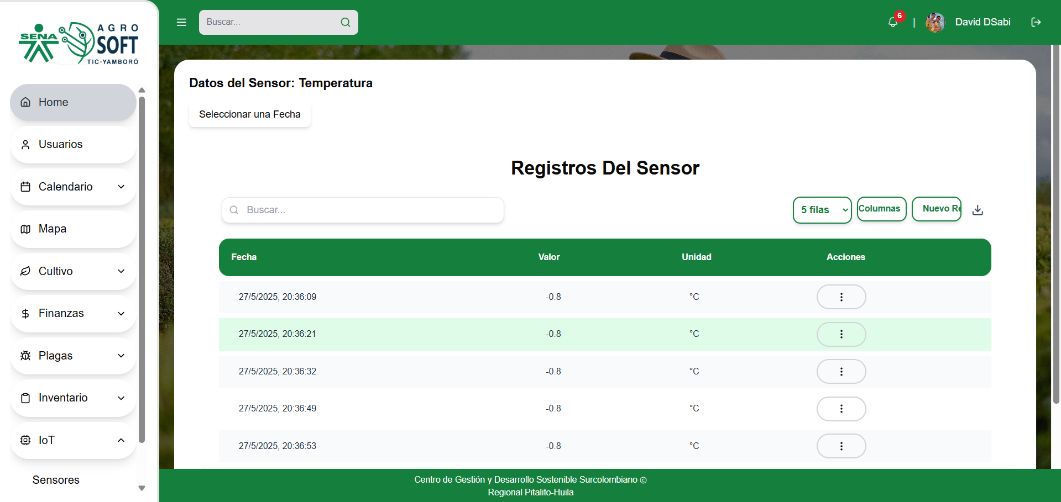 SENA
AGRO
SOFT
TIC-YAMBORÓ
Buscar...
6
|
David DSabi
Home
Usuarios
Calendario
Mapa
Cultivo
Finanzas
Plagas
Inventario
IoT
Sensores
Datos del Sensor: Temperatura
Seleccionar una Fecha
Registros Del Sensor
Buscar...
5 filas
Columnas
Nuevo Re
Fecha Valor Unidad Acciones
27/5/2025, 20:36:09 -0.8 °C
27/5/2025, 20:36:21 -0.8 °C
27/5/2025, 20:36:32 -0.8 °C
27/5/2025, 20:36:49 -0.8 °C
27/5/2025, 20:36:53 -0.8 °C
Centro de Gestión y Desarrollo Sostenible Surcolombiano ©
Regional Pitalito-Huila